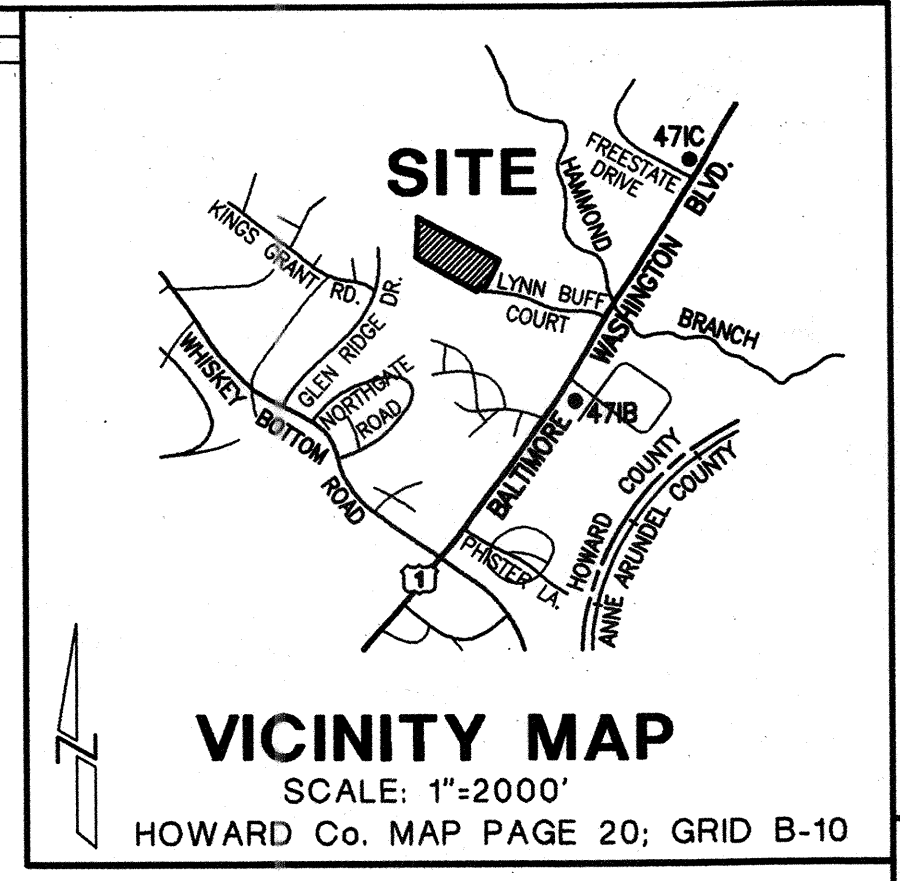 471C
FREESTATE
DRIVE
SITE
HAMMOND
KINGS GRANT RD.
LYNN BUFF
COURT
BALTIMORE WASHINGTON BLVD.
BRANCH
GLEN RIDGE DR.
NORTHGATE
ROAD
WHISKEY BOTTOM ROAD
471B
HOWARD COUNTY
ANNE ARUNDEL COUNTY
PHISTER LA.
1
N
VICINITY MAP
SCALE: 1"=2000'
HOWARD Co. MAP PAGE 20; GRID B-10